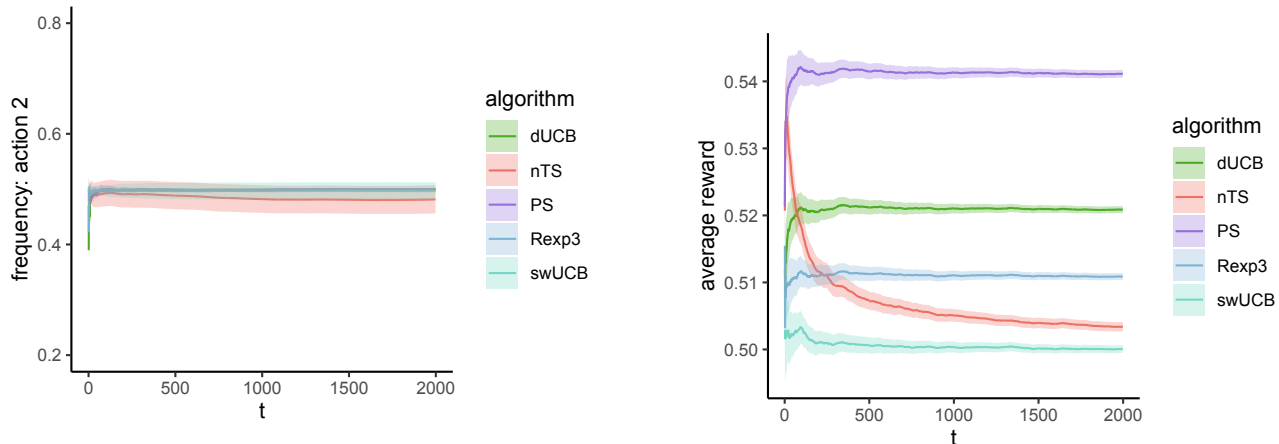 frequency: action 2
0.8
0.6
0.4
0.2
0
500
1000
1500
2000
t
algorithm
dUCB
nTS
PS
Rexp3
swUCB
average reward
0.54
0.53
0.52
0.51
0.50
0
500
1000
1500
2000
t
algorithm
dUCB
nTS
PS
Rexp3
swUCB